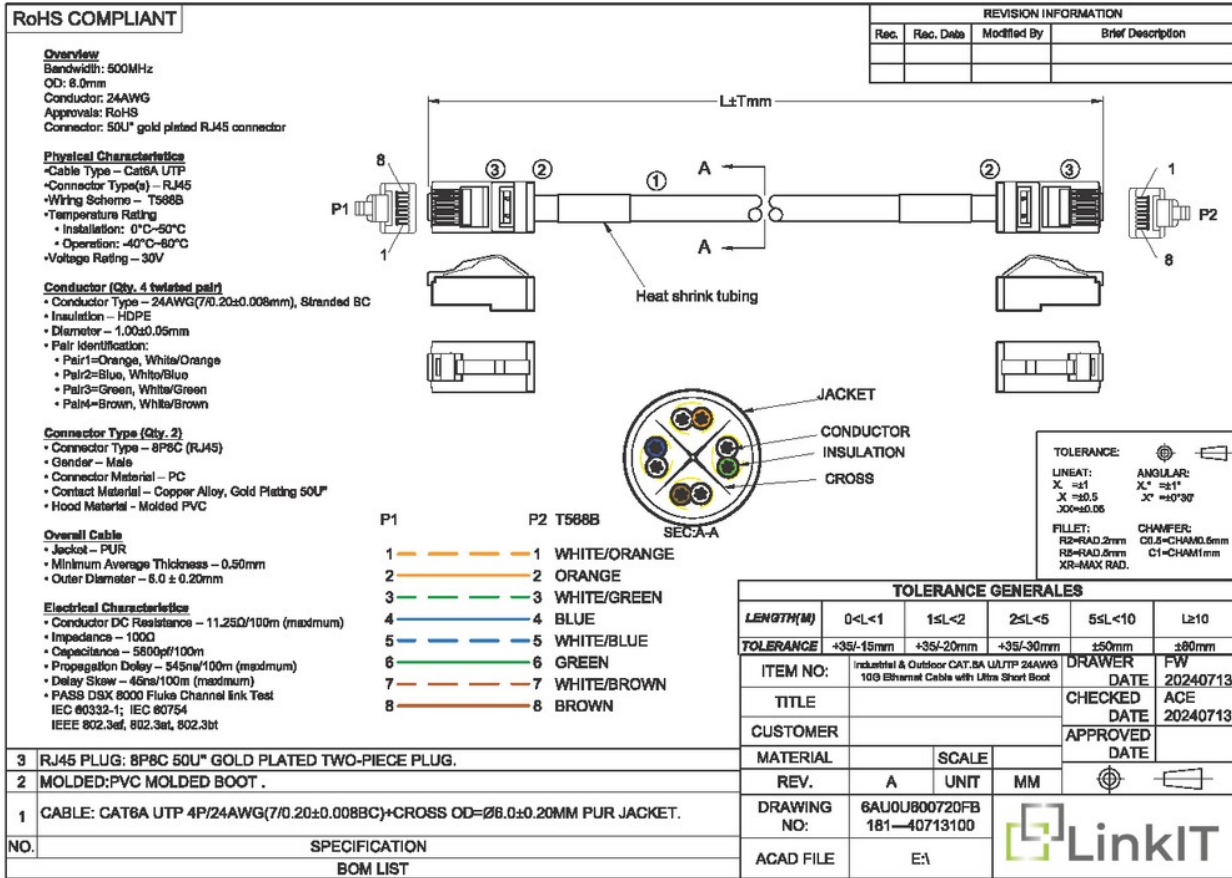 RoHS COMPLIANT
REVISION INFORMATION
Rec. Rec. Date Modified By Brief Description
Overview
Bandwidth: 500MHz
OD: 6.0mm
Conductor: 24AWG
Approvals: RoHS
Connector: 50U" gold plated RJ45 connector
Physical Characteristics
•Cable Type – Cat6A UTP
•Connector Type(s) – RJ45
•Wiring Scheme – T568B
•Temperature Rating
• Installation: 0°C~50°C
• Operation: -40°C~60°C
•Voltage Rating – 30V
Conductor (Qty. 4 twisted pair)
• Conductor Type – 24AWG(7/0.20±0.008mm), Stranded BC
• Insulation – HDPE
• Diameter – 1.00±0.05mm
• Pair identification:
• Pair1=Orange, White/Orange
• Pair2=Blue, White/Blue
• Pair3=Green, White/Green
• Pair4=Brown, White/Brown
Connector Type (Qty. 2)
• Connector Type – 8P8C (RJ45)
• Gender – Male
• Connector Material – PC
• Contact Material – Copper Alloy, Gold Plating 50U"
• Hood Material - Molded PVC
Overall Cable
• Jacket – PUR
• Minimum Average Thickness – 0.50mm
• Outer Diameter – 6.0 ± 0.20mm
Electrical Characteristics
• Conductor DC Resistance – 11.25Ω/100m (maximum)
• Impedance – 100Ω
• Capacitance – 5600pf/100m
• Propagation Delay – 545ns/100m (maximum)
• Delay Skew – 45ns/100m (maximum)
• PASS DSX 8000 Fluke Channel link Test
IEC 60332-1; IEC 60754
IEEE 802.3af, 802.3at, 802.3bt
L±Tmm
8 3 2 1 A 2 3 1
P1 P2
1 A 8
Heat shrink tubing
JACKET
CONDUCTOR
INSULATION
CROSS
SEC:A-A
P1 P2 T568B
1 1 WHITE/ORANGE
2 2 ORANGE
3 3 WHITE/GREEN
4 4 BLUE
5 5 WHITE/BLUE
6 6 GREEN
7 7 WHITE/BROWN
8 8 BROWN
TOLERANCE:
LINEAT: ANGULAR:
X. =±1 X.° =±1°
.X =±0.5 .X° =±0°30'
.XX=±0.05
FILLET: CHAMFER:
R2=RAD.2mm C0.5=CHAM0.5mm
R5=RAD.5mm C1=CHAM1mm
XR=MAX RAD.
TOLERANCE GENERALES
LENGTH(M) 0<L<1 1≤L<2 2≤L<5 5≤L<10 L≥10
TOLERANCE +35/-15mm +35/-20mm +35/-30mm ±50mm ±80mm
ITEM NO: Industrial & Outdoor CAT.6A U/UTP 24AWG 10G Ethernet Cable with Ultra Short Boot
DRAWER FW
DATE 20240713
TITLE CHECKED ACE
DATE 20240713
CUSTOMER APPROVED
DATE
MATERIAL SCALE
REV. A UNIT MM
DRAWING NO: 6AU0U600720FB
181—40713100
ACAD FILE E:\
LinkIT
3 RJ45 PLUG: 8P8C 50U" GOLD PLATED TWO-PIECE PLUG.
2 MOLDED:PVC MOLDED BOOT .
1 CABLE: CAT6A UTP 4P/24AWG(7/0.20±0.008BC)+CROSS OD=Ø6.0±0.20MM PUR JACKET.
NO. SPECIFICATION
BOM LIST